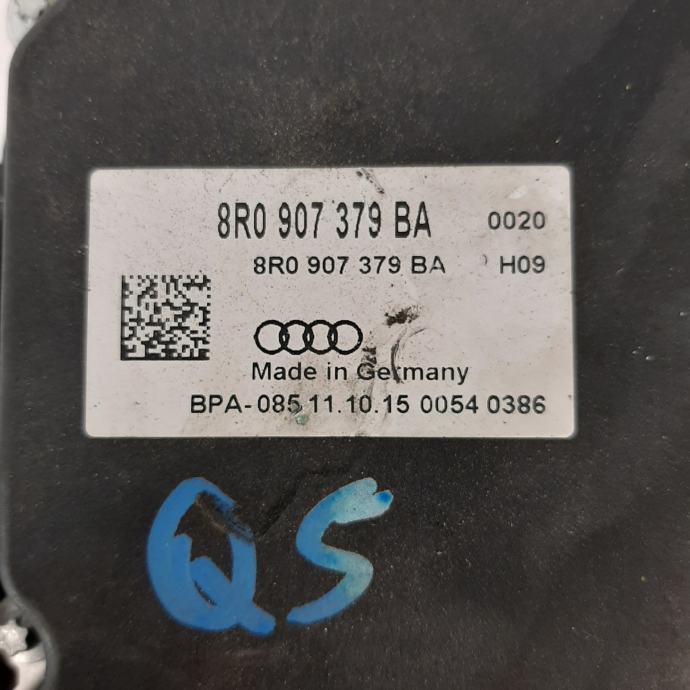 8R0 907 379 BA 0020
8R0 907 379 BA H09
Made in Germany
BPA-085 11.10.15 0054 0386
Q5